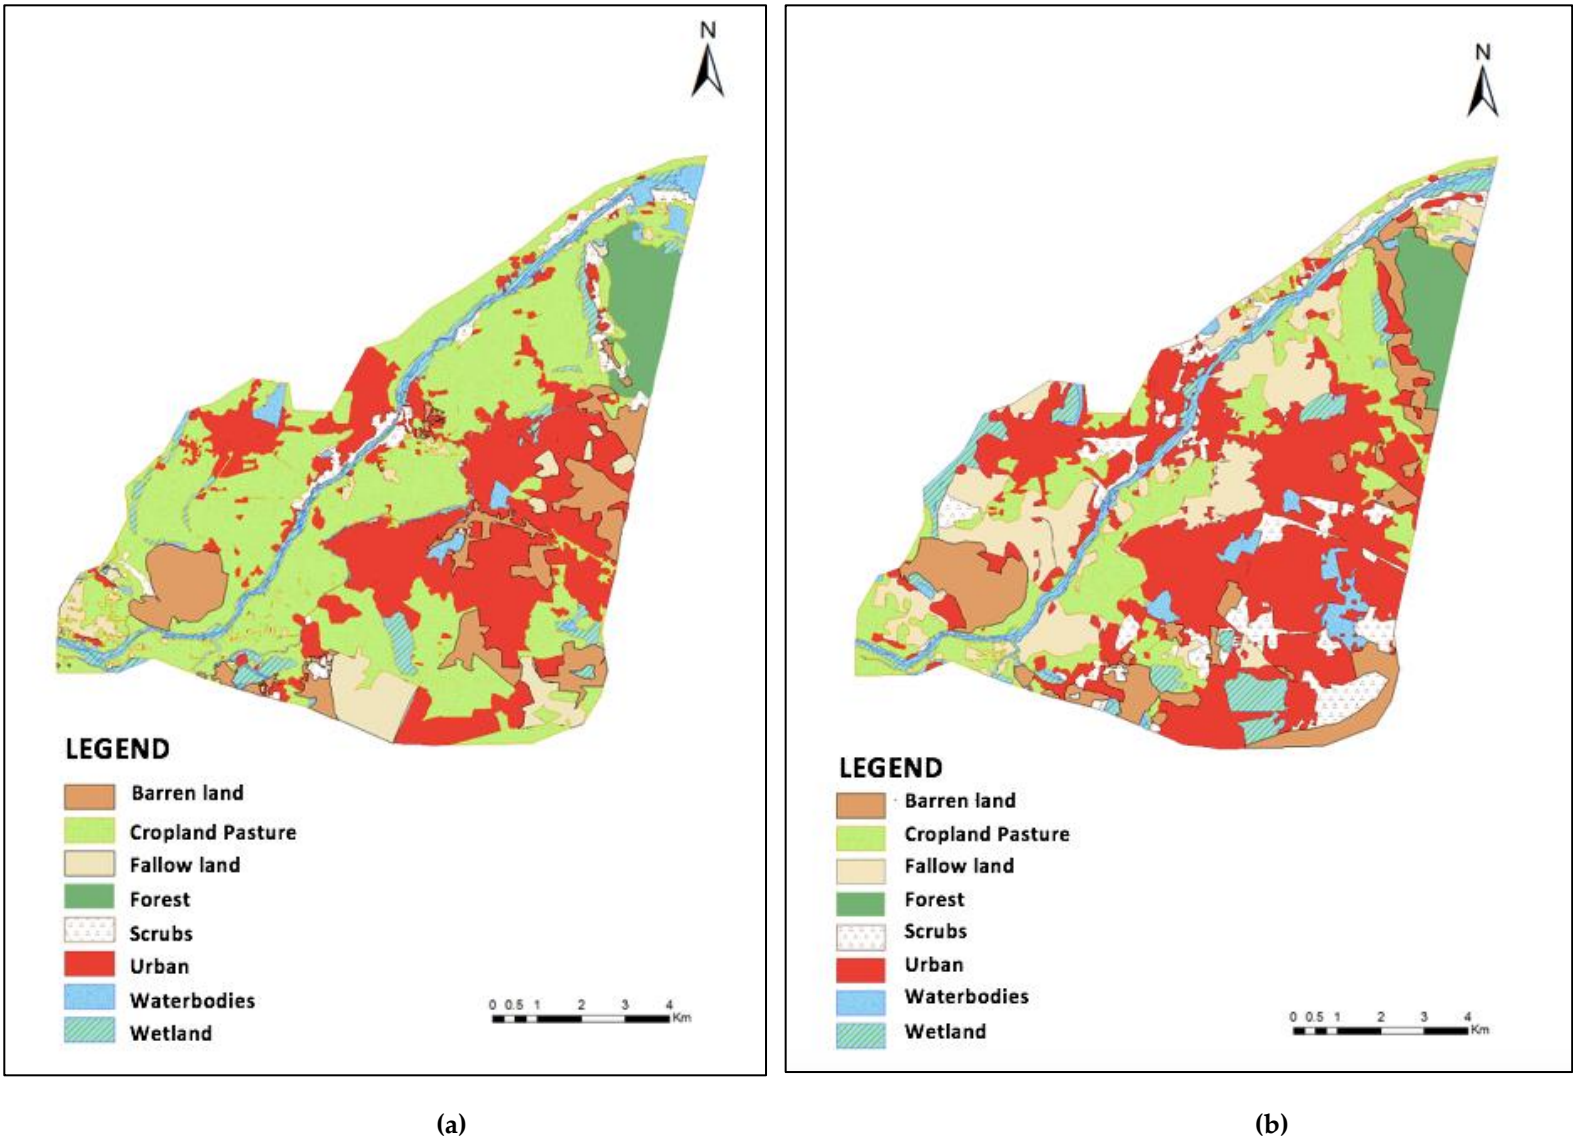 N
LEGEND
Barren land
Cropland Pasture
Fallow land
Forest
Scrubs
Urban
Waterbodies
Wetland
0 0.5 1 2 3 4
Km
(a)
N
LEGEND
Barren land
Cropland Pasture
Fallow land
Forest
Scrubs
Urban
Waterbodies
Wetland
0 0.5 1 2 3 4
Km
(b)